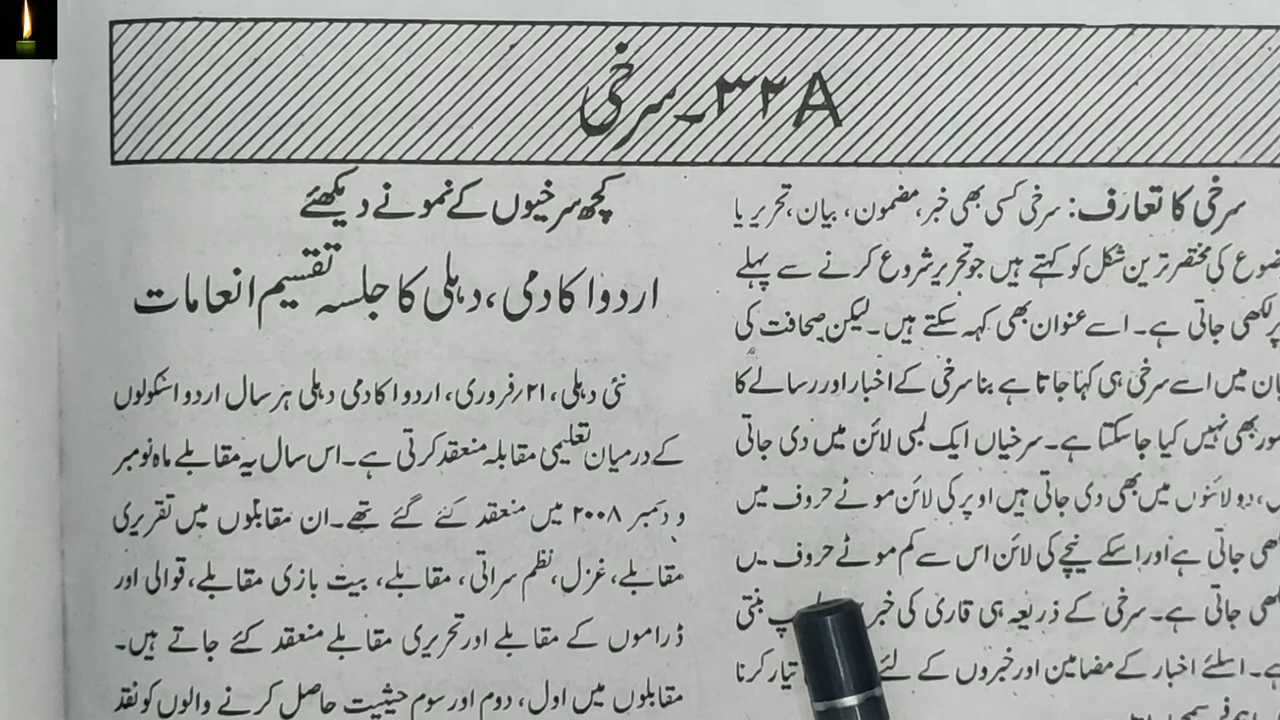 ۳۲A۔سرخی
سرخی کا تعارف: سرخی کسی بھی خبر، مضمون، بیان، تحریر یا
کی مختصر ترین شکل کو کہتے ہیں جو تحریر شروع کرنے سے پہلے
پر لکھی جاتی ہے۔ اسے عنوان بھی کہہ سکتے ہیں۔ لیکن صحافت کی
میں اسے سرخی ہی کہا جاتا ہے بنا سرخی کے اخبار اور رسالے کا
بھی نہیں کیا جاسکتا ہے۔ سرخیاں ایک لمبی لائن میں دی جاتی
دو لائنوں میں بھی دی جاتی ہیں اوپر کی لائن موٹے حروف میں
جاتی ہے اور اسکے نیچے کی لائن اس سے کم موٹے حروف یں
جاتی ہے۔ سرخی کے ذریعہ ہی قاری کی خبر بنتی
ہے۔ اسلئے اخبار کے مضامین اور خبروں کے لئے تیار کرنا
کچھ سرخیوں کے نمونے دیکھئے
اردو اکادمی، دہلی کا جلسہ تقسیم انعامات
نئی دہلی، ۲۱/فروری، اردو اکادمی دہلی ہر سال اردو اسکولوں
کے درمیان تعلیمی مقابلہ منعقد کرتی ہے۔ اس سال یہ مقابلے ماہ نومبر
و دسمبر ۲۰۰۸ میں منعقد کئے گئے تھے۔ ان مقابلوں میں تقریری
مقابلے، غزل، نظم سراتی، مقابلے، بیت بازی مقابلے، قوالی اور
ڈراموں کے مقابلے اور تحریری مقابلے منعقد کئے جاتے ہیں۔
مقابلوں میں اول، دوم اور سوم حیثیت حاصل کرنے والوں کو نقد